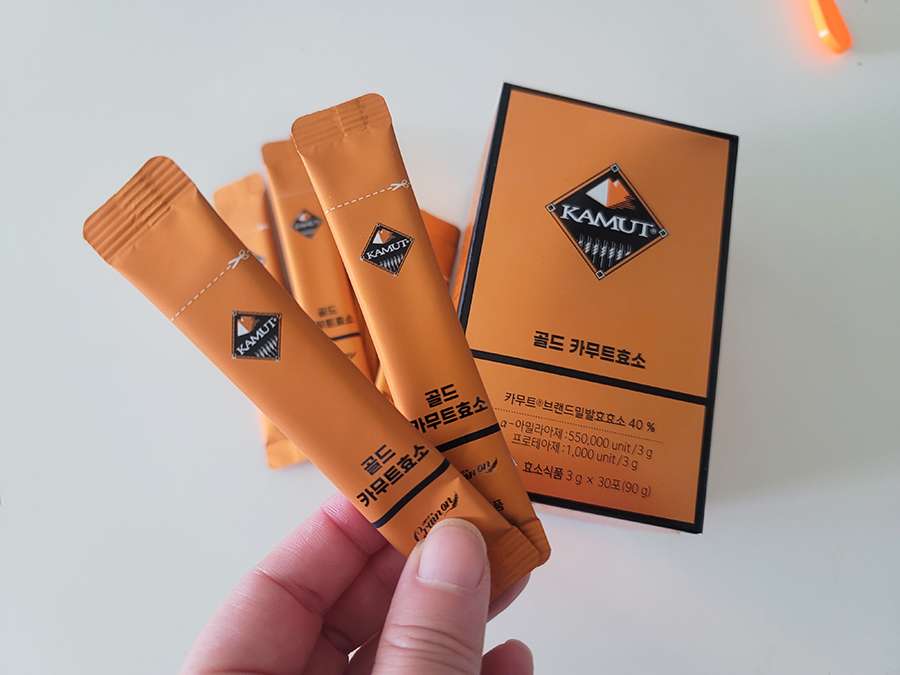 KAMUT®
골드
카무트효소
KAMUT®
골드
카무트효소
KAMUT
골드
KAMUT®
골드 카무트효소
카무트®브랜드밀발효효소 40 %
α-아밀라아제 : 550,000 unit/3 g
프로테아제 : 1,000 unit/3 g
효소식품 3 g × 30포(90 g)